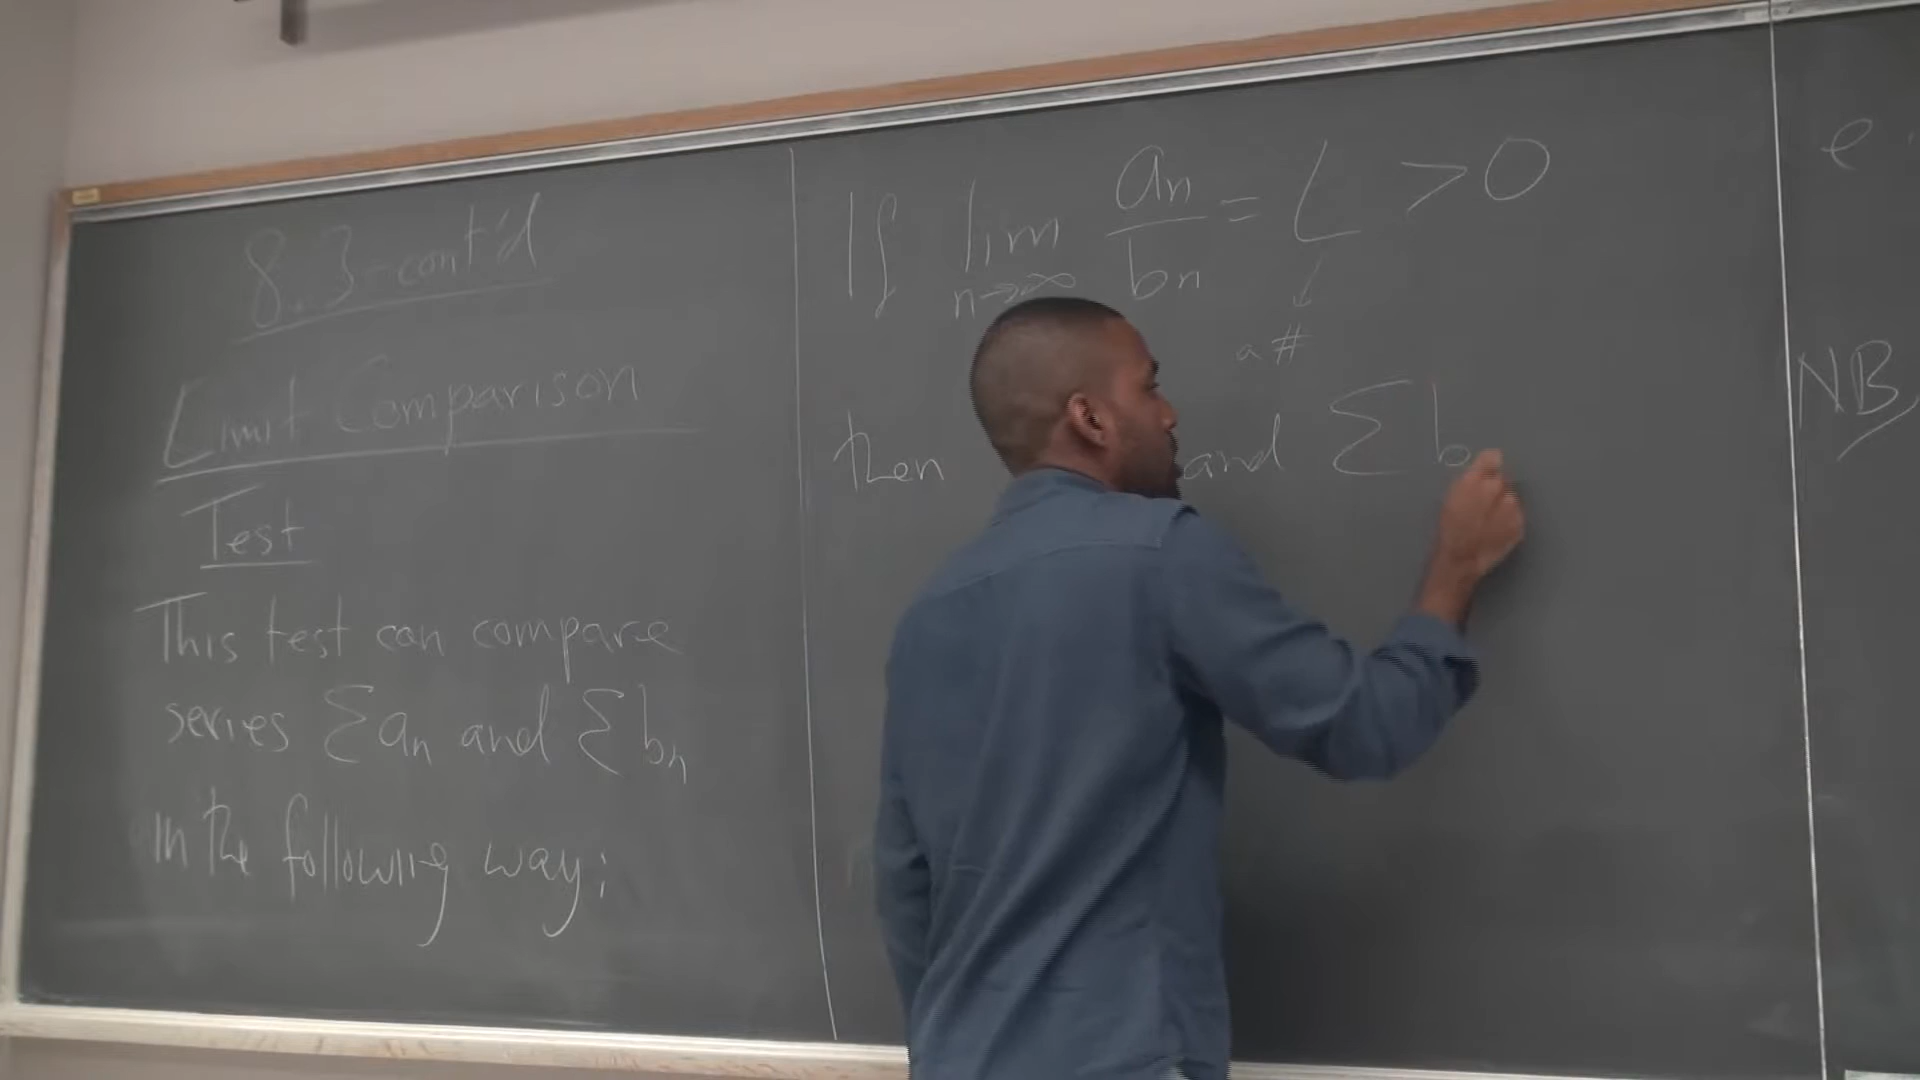 8.3-cont'd
Limit Comparison
Test
This test can compare
series Σan and Σbn
in the following way:
If lim n→∞ an/bn = L > 0
a #
then and Σ b
e.
NB